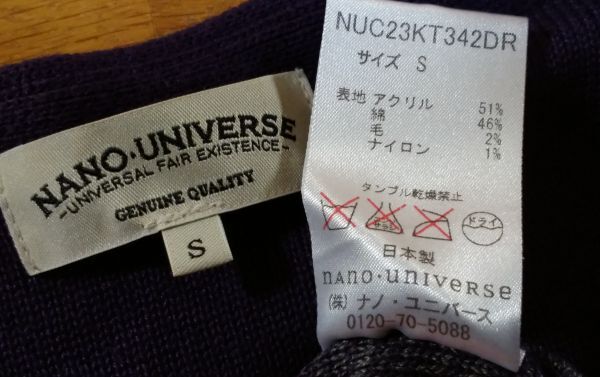 NANO·UNIVERSE
-UNIVERSAL FAIR EXISTENCE-
GENUINE QUALITY
S
NUC23KT342DR
サイズ S
表地 アクリル 51%
綿 46%
毛 2%
ナイロン 1%
タンブル乾燥禁止
ドライ
日本製
nano·universe
(株) ナノ・ユニバース
0120-70-5088